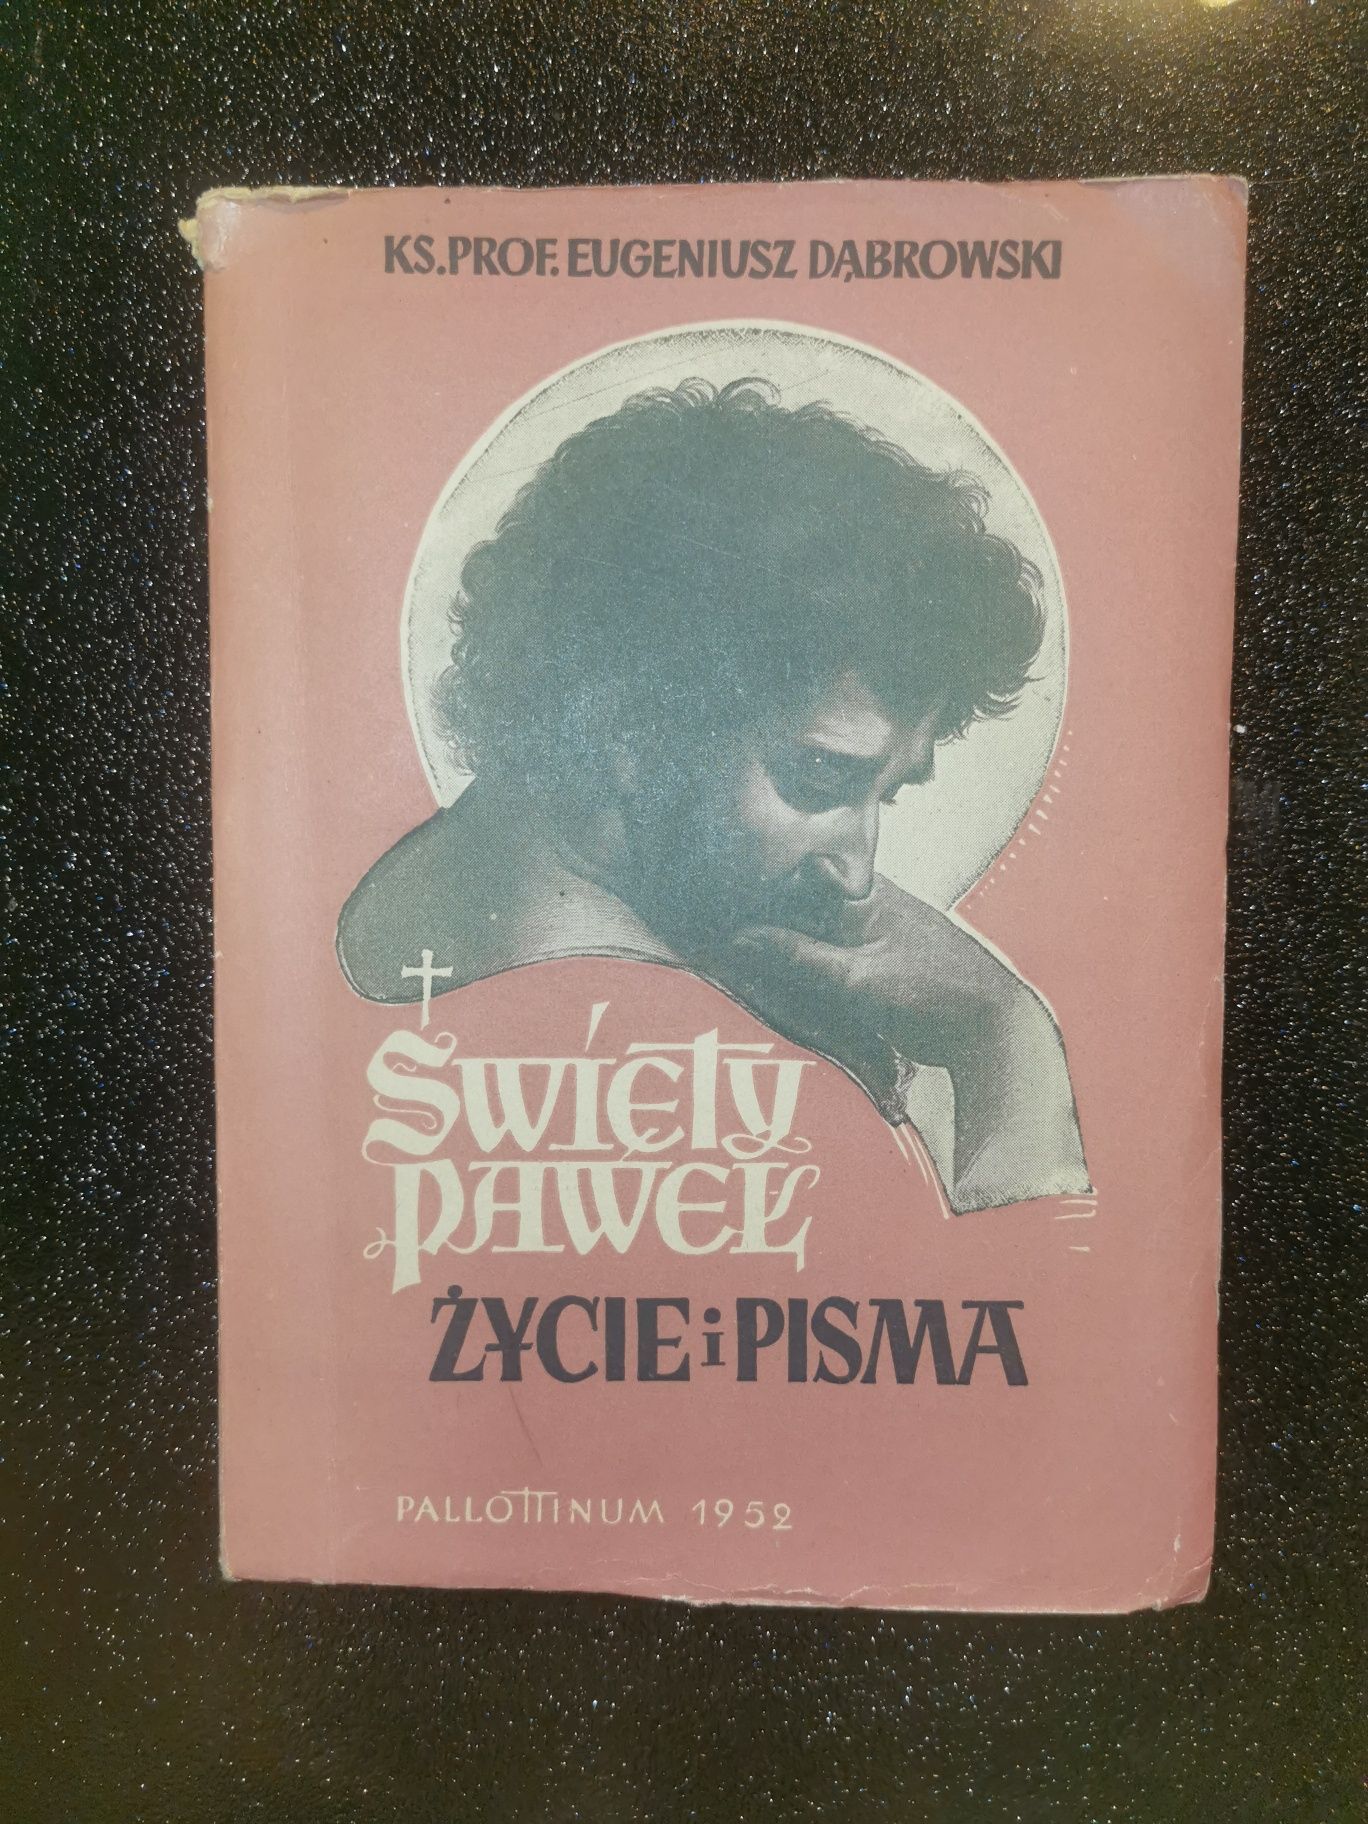 KS. PROF. EUGENIUSZ DĄBROWSKI
ŚWIĘTY
PAWEŁ
ŻYCIE i PISMA
PALLOTTINUM 1952